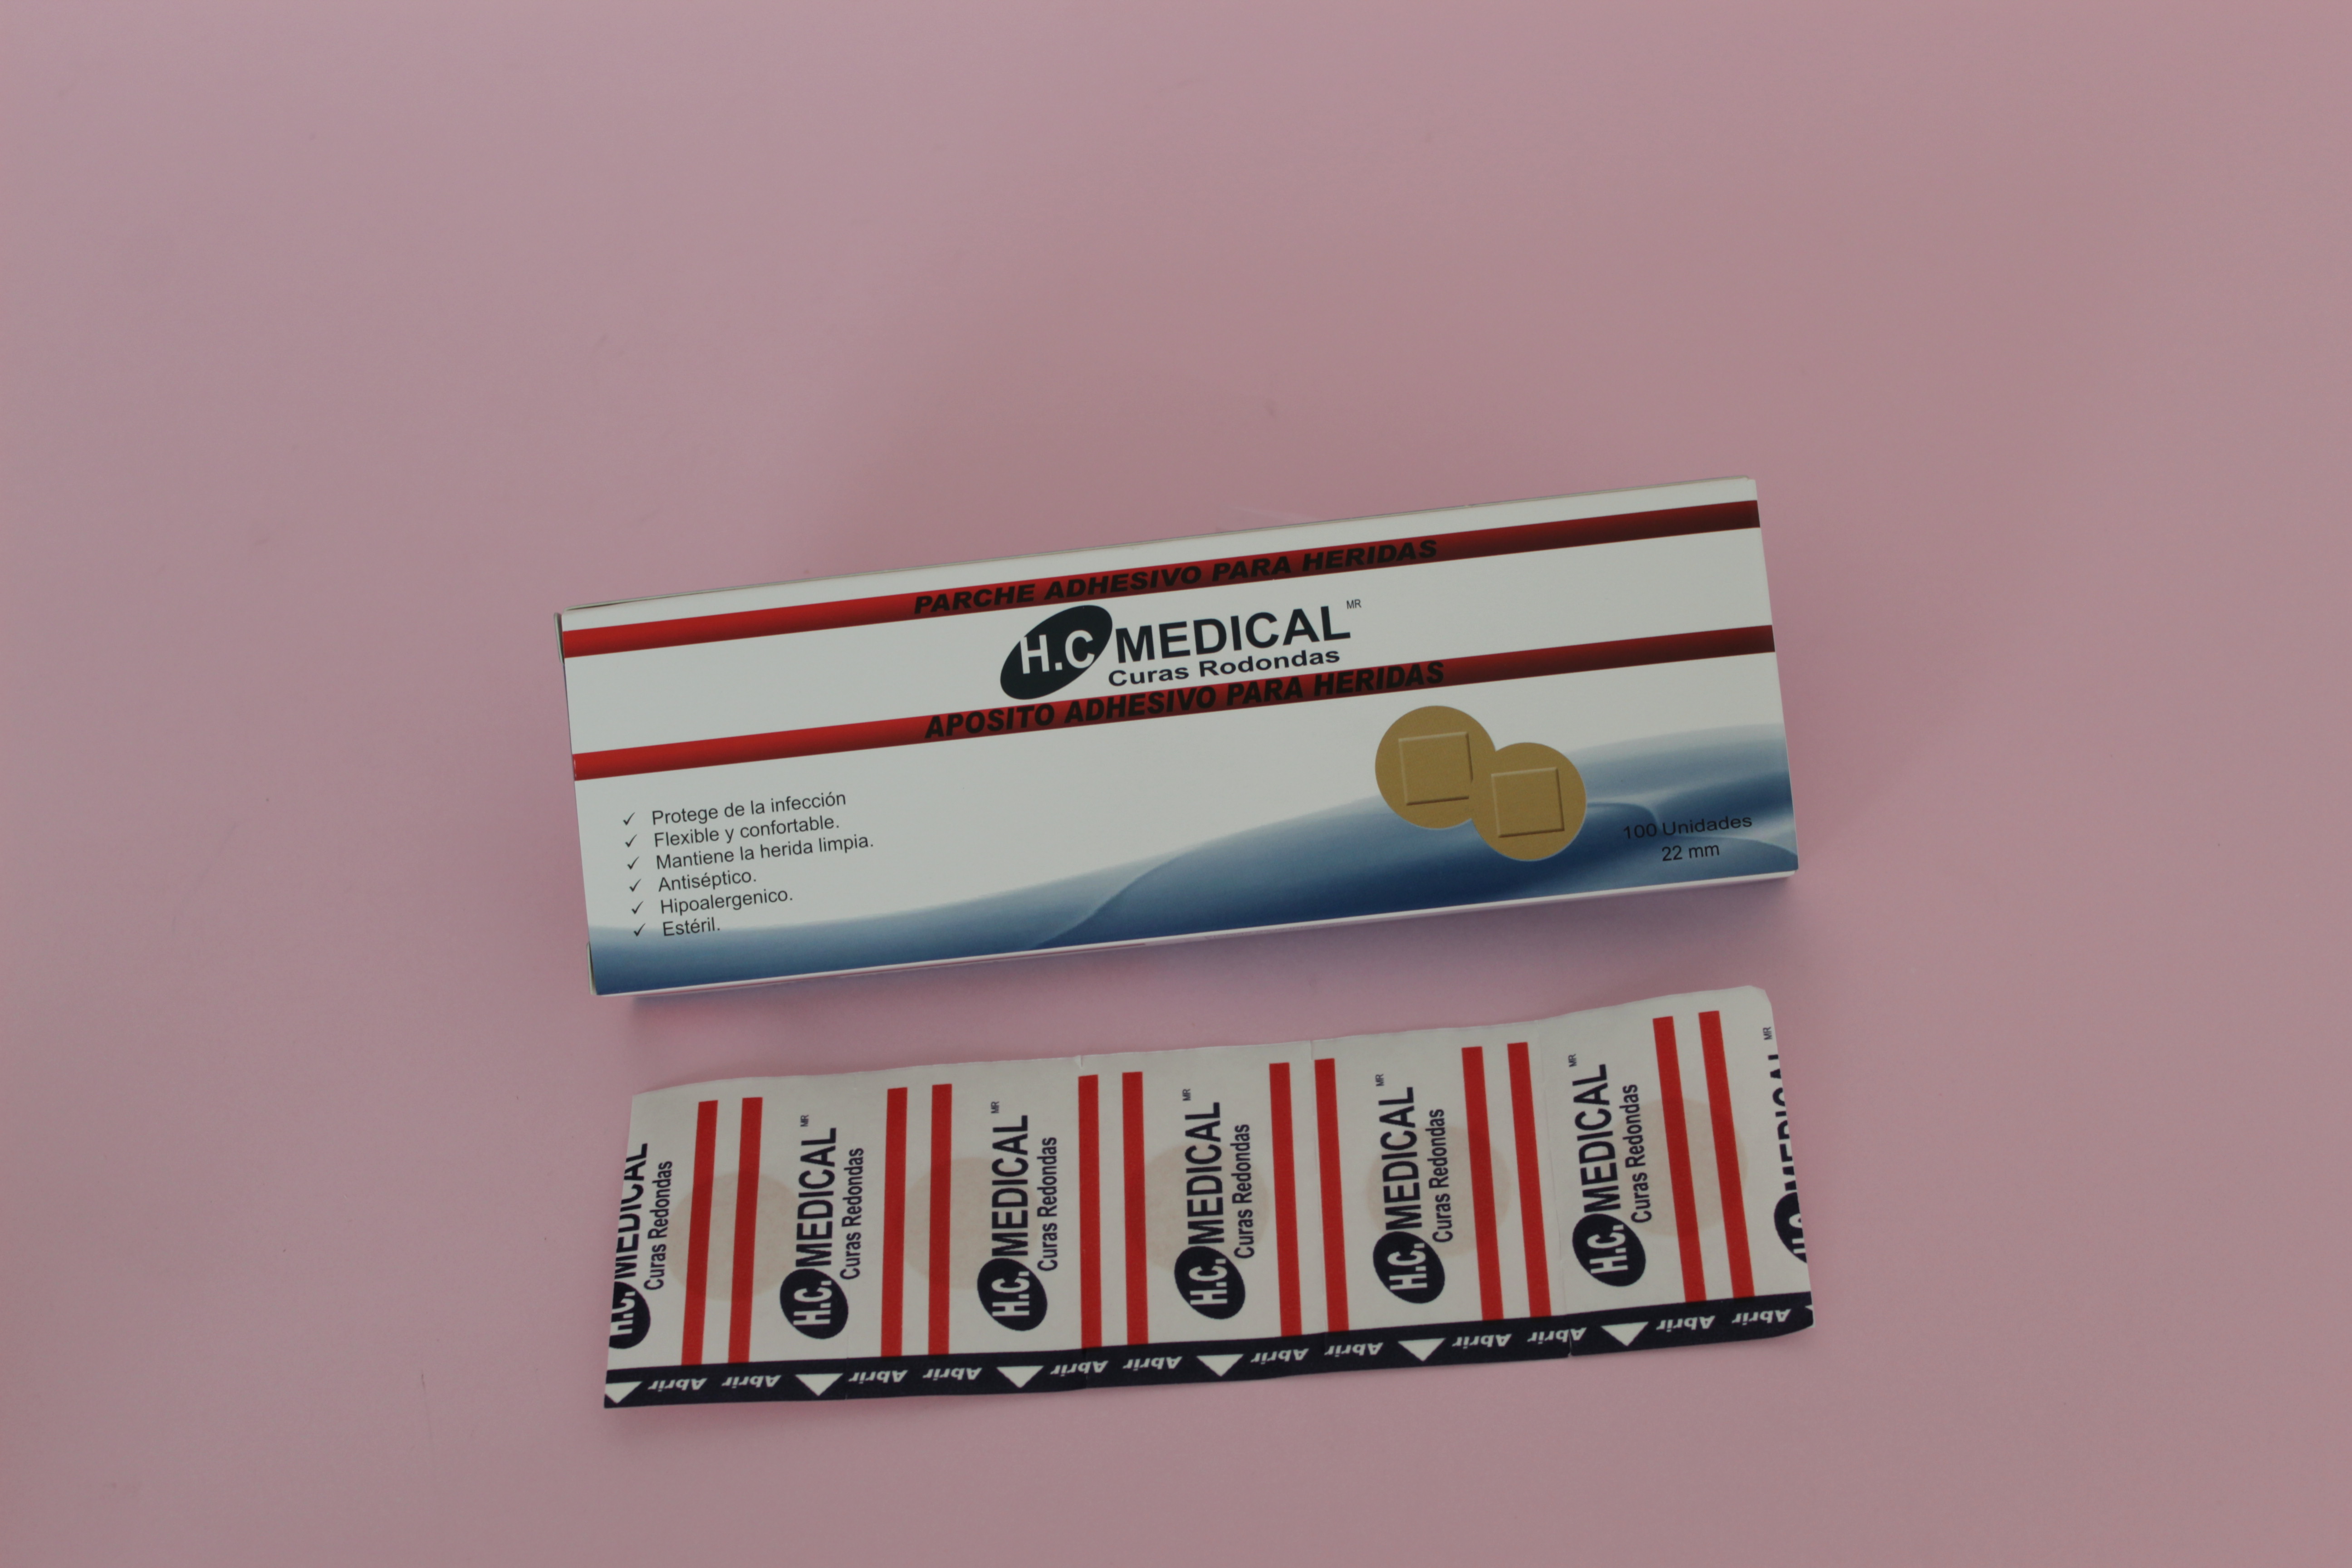 PARCHE ADHESIVO PARA HERIDAS
H.C MEDICAL MR
Curas Rodondas
APOSITO ADHESIVO PARA HERIDAS
✓ Protege de la infección
✓ Flexible y confortable.
✓ Mantiene la herida limpia.
✓ Antiséptico.
✓ Hipoalergenico.
✓ Estéril.
100 Unidades
22 mm
H.C. MEDICAL
Curas Redondas
H.C. MEDICAL MR
Curas Redondas
H.C. MEDICAL MR
Curas Redondas
H.C. MEDICAL MR
Curas Redondas
H.C. MEDICAL MR
Curas Redondas
H.C. MEDICAL MR
Curas Redondas
H.C. MEDICAL MR
Abrir Abrir Abrir Abrir Abrir Abrir Abrir Abrir Abrir Abrir Abrir Abrir